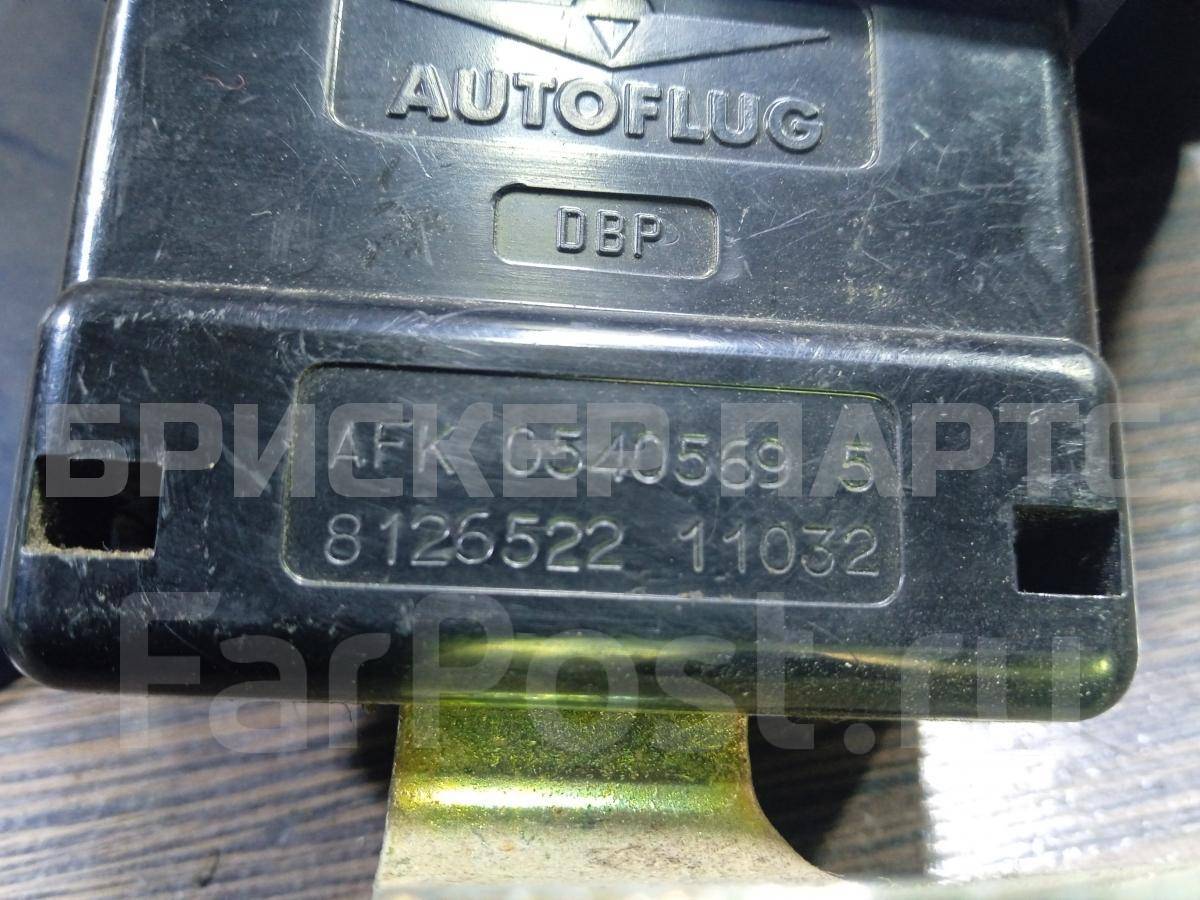 AUTOFLUG
DBP
БРИСКЕР ПАРТС
AFK 0540569 5
8126522 11032
FarPost.ru